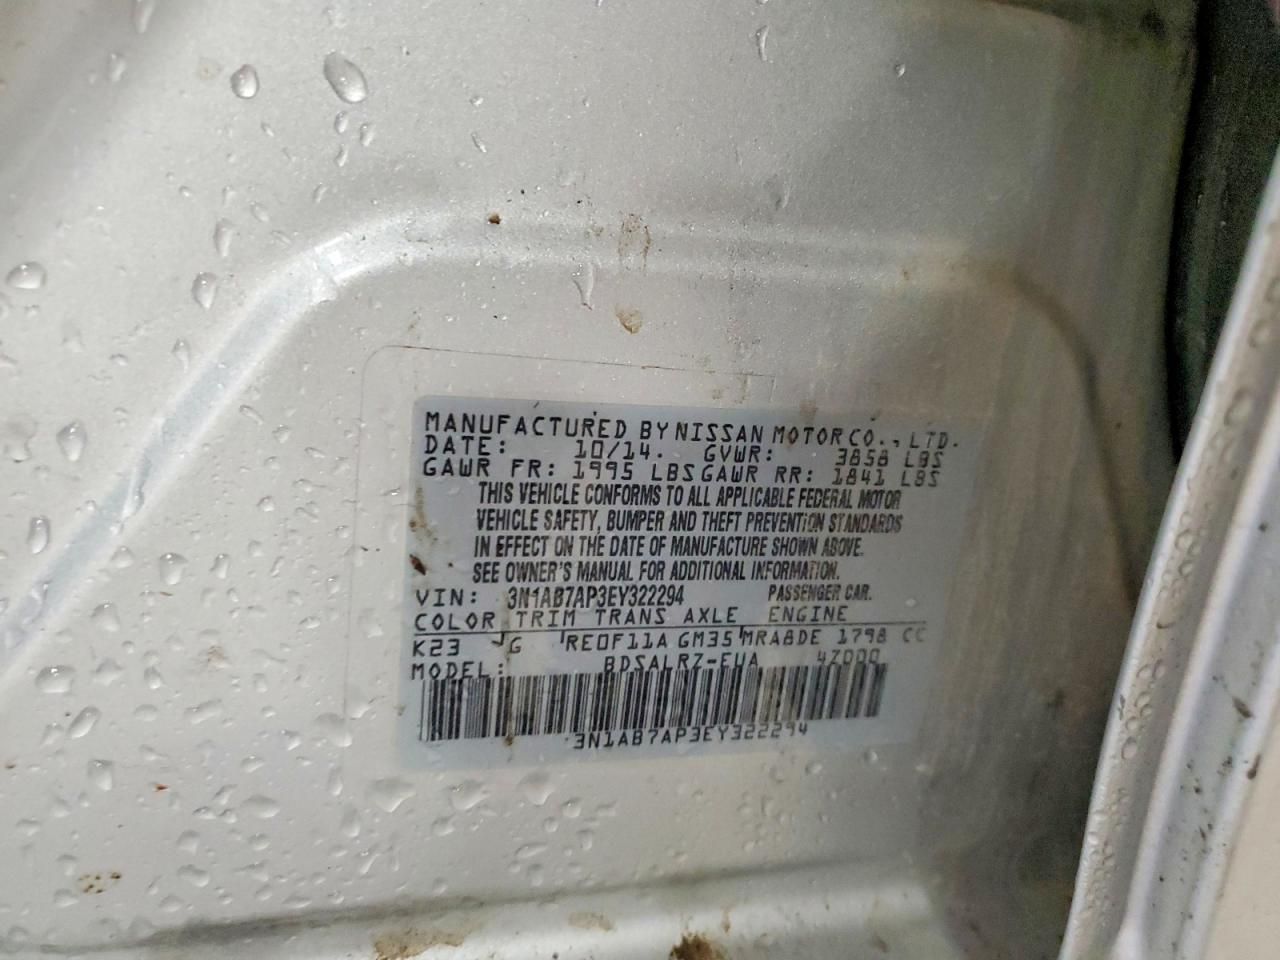 MANUFACTURED BY NISSAN MOTOR CO., LTD.
DATE: 10/14. GVWR: 3858 LBS
GAWR FR: 1995 LBS GAWR RR: 1841 LBS
THIS VEHICLE CONFORMS TO ALL APPLICABLE FEDERAL MOTOR
VEHICLE SAFETY, BUMPER AND THEFT PREVENTION STANDARDS
IN EFFECT ON THE DATE OF MANUFACTURE SHOWN ABOVE.
SEE OWNER'S MANUAL FOR ADDITIONAL INFORMATION.
VIN: 3N1AB7AP3EY322294 PASSENGER CAR.
COLOR TRIM TRANS AXLE ENGINE
K23 G RE0F11A GM35 MRA8DE 1798 CC
MODEL: BDSALRZ-EUA 4Z000
3N1AB7AP3EY322294